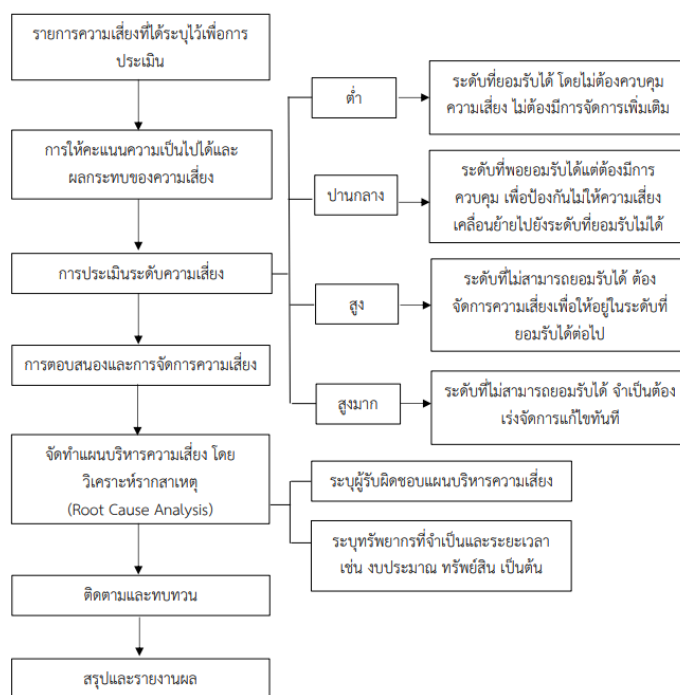 รายการความเสี่ยงที่ได้ระบุไว้เพื่อการ
ประเมิน
การให้คะแนนความเป็นไปได้และ
ผลกระทบของความเสี่ยง
การประเมินระดับความเสี่ยง
ต่ำ
ระดับที่ยอมรับได้ โดยไม่ต้องควบคุม
ความเสี่ยง ไม่ต้องมีการจัดการเพิ่มเติม
ปานกลาง
ระดับที่พอยอมรับได้แต่ต้องมีการ
ควบคุม เพื่อป้องกันไม่ให้ความเสี่ยง
เคลื่อนย้ายไปยังระดับที่ยอมรับไม่ได้
สูง
ระดับที่ไม่สามารถยอมรับได้ ต้อง
จัดการความเสี่ยงเพื่อให้อยู่ในระดับที่
ยอมรับได้ต่อไป
สูงมาก
ระดับที่ไม่สามารถยอมรับได้ จำเป็นต้อง
เร่งจัดการแก้ไขทันที
การตอบสนองและการจัดการความเสี่ยง
จัดทำแผนบริหารความเสี่ยง โดย
วิเคราะห์รากสาเหตุ
(Root Cause Analysis)
ระบุผู้รับผิดชอบแผนบริหารความเสี่ยง
ระบุทรัพยากรที่จำเป็นและระยะเวลา
เช่น งบประมาณ ทรัพย์สิน เป็นต้น
ติดตามและทบทวน
สรุปและรายงานผล